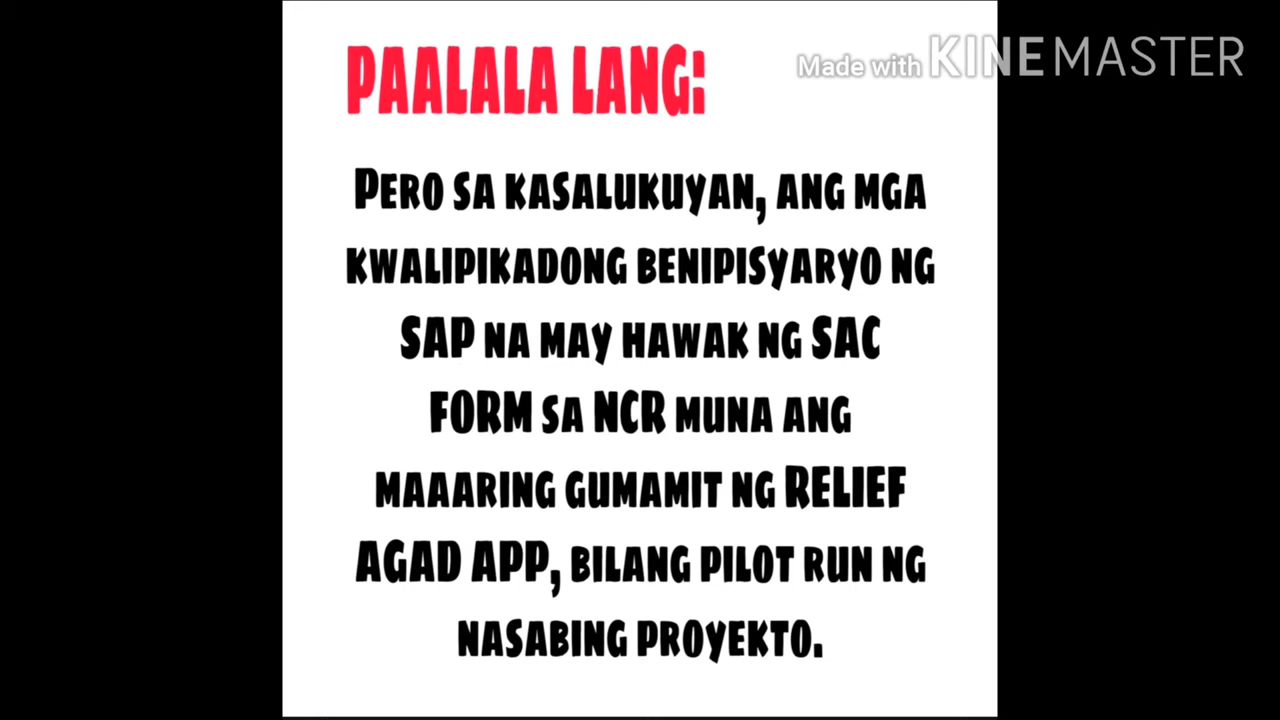 PAALALA LANG:
Made with KINEMASTER
PERO SA KASALUKUYAN, ANG MGA
KWALIPIKADONG BENIPISYARYO NG
SAP NA MAY HAWAK NG SAC
FORM SA NCR MUNA ANG
MAAARING GUMAMIT NG RELIEF
AGAD APP, BILANG PILOT RUN NG
NASABING PROYEKTO.